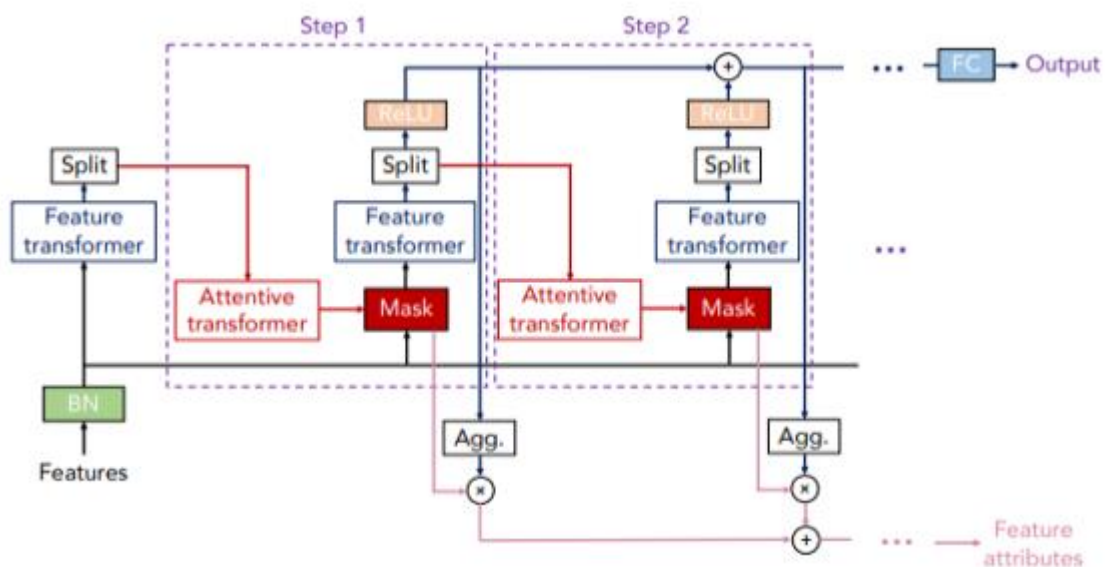 Step 1
Step 2
FC
Output
ReLU
ReLU
Split
Split
Split
Feature
transformer
Feature
transformer
Feature
transformer
...
...
Attentive
transformer
Mask
Attentive
transformer
Mask
BN
Features
Agg.
Agg.
×
×
+
+
...
Feature
attributes